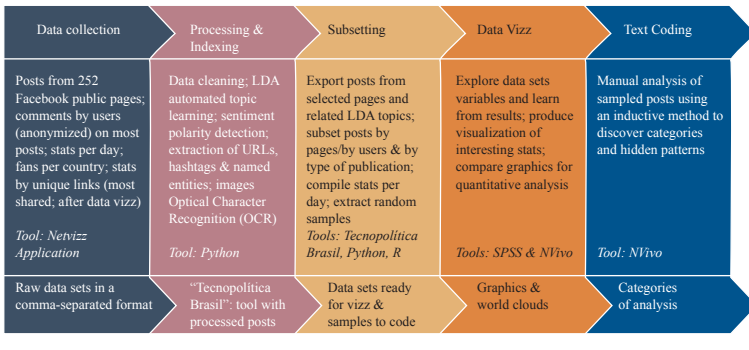 Data collection
Processing &
Indexing
Subsetting
Data Vizz
Text Coding
Posts from 252
Facebook public pages;
comments by users
(anonymized) on most
posts; stats per day;
fans per country; stats
by unique links (most
shared; after data vizz)
Tool: Netvizz
Application
Data cleaning; LDA
automated topic
learning; sentiment
polarity detection;
extraction of URLs,
hashtags & named
entities; images
Optical Character
Recognition (OCR)
Tool: Python
Export posts from
selected pages and
related LDA topics;
subset posts by
pages/by users & by
type of publication;
compile stats per
day; extract random
samples
Tools: Tecnopolítica
Brasil, Python, R
Explore data sets
variables and learn
from results; produce
visualization of
interesting stats;
compare graphics for
quantitative analysis
Tools: SPSS & NVivo
Manual analysis of
sampled posts using
an inductive method to
discover categories
and hidden patterns
Tool: NVivo
Raw data sets in a
comma-separated format
“Tecnopolítica
Brasil”: tool with
processed posts
Data sets ready
for vizz &
samples to code
Graphics &
world clouds
Categories
of analysis